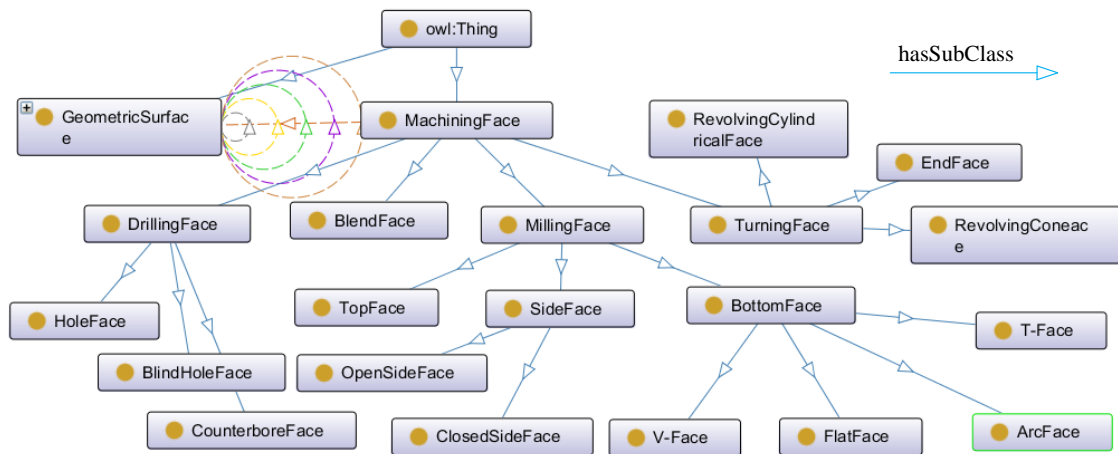 owl:Thing
hasSubClass
GeometricSurfac
e
MachiningFace
RevolvingCylind
ricalFace
EndFace
DrillingFace
BlendFace
MillingFace
TurningFace
RevolvingConeac
e
HoleFace
TopFace
SideFace
BottomFace
T-Face
BlindHoleFace
OpenSideFace
CounterboreFace
ClosedSideFace
V-Face
FlatFace
ArcFace